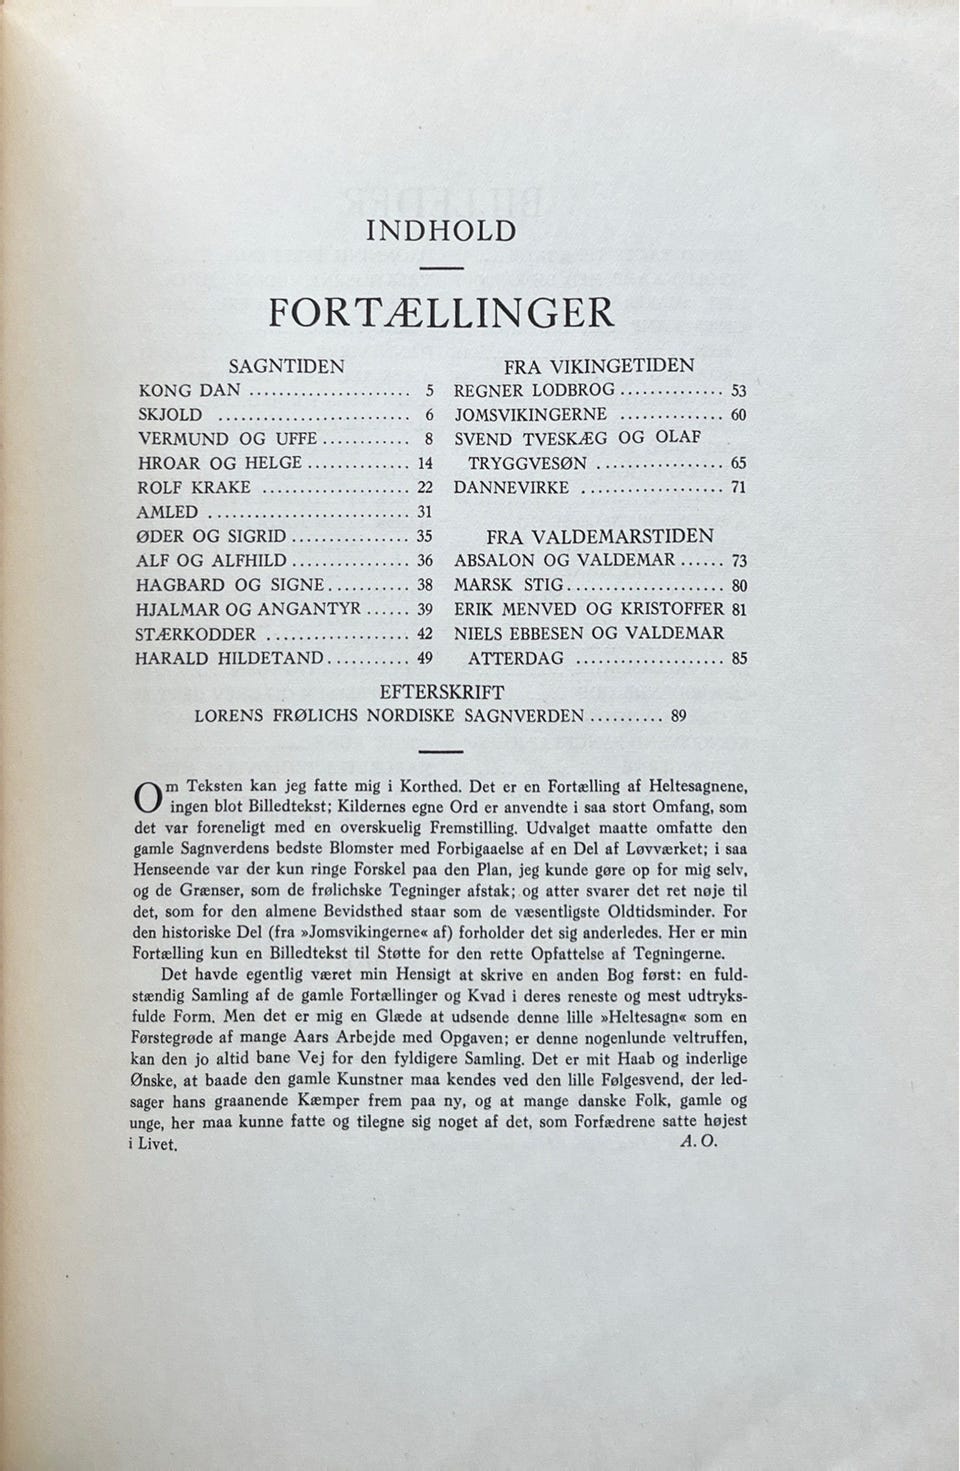 INDHOLD
FORTÆLLINGER
SAGNTIDEN
KONG DAN ...................... 5
SKJOLD .......................... 6
VERMUND OG UFFE............ 8
HROAR OG HELGE.............. 14
ROLF KRAKE .................... 22
AMLED ........................... 31
ØDER OG SIGRID................ 35
ALF OG ALFHILD................ 36
HAGBARD OG SIGNE........... 38
HJALMAR OG ANGANTYR...... 39
STÆRKODDER ................... 42
HARALD HILDETAND........... 49
FRA VIKINGETIDEN
REGNER LODBROG.............. 53
JOMSVIKINGERNE .............. 60
SVEND TVESKÆG OG OLAF
TRYGGVESØN ................. 65
DANNEVIRKE ................... 71
FRA VALDEMARSTIDEN
ABSALON OG VALDEMAR...... 73
MARSK STIG..................... 80
ERIK MENVED OG KRISTOFFER 81
NIELS EBBESEN OG VALDEMAR
ATTERDAG .................... 85
EFTERSKRIFT
LORENS FRØLICHS NORDISKE SAGNVERDEN.......... 89
Om Teksten kan jeg fatte mig i Korthed. Det er en Fortælling af Heltesagnene,
ingen blot Billedtekst; Kildernes egne Ord er anvendte i saa stort Omfang, som
det var foreneligt med en overskuelig Fremstilling. Udvalget maatte omfatte den
gamle Sagnverdens bedste Blomster med Forbigaaelse af en Del af Løvværket; i saa
Henseende var der kun ringe Forskel paa den Plan, jeg kunde gøre op for mig selv,
og de Grænser, som de frølichske Tegninger afstak; og atter svarer det ret nøje til
det, som for den almene Bevidsthed staar som de væsentligste Oldtidsminder. For
den historiske Del (fra »Jomsvikingerne« af) forholder det sig anderledes. Her er min
Fortælling kun en Billedtekst til Støtte for den rette Opfattelse af Tegningerne.
Det havde egentlig været min Hensigt at skrive en anden Bog først: en fuld-
stændig Samling af de gamle Fortællinger og Kvad i deres reneste og mest udtryks-
fulde Form. Men det er mig en Glæde at udsende denne lille »Heltesagn« som en
Førstegrøde af mange Aars Arbejde med Opgaven; er denne nogenlunde veltruffen,
kan den jo altid bane Vej for den fyldigere Samling. Det er mit Haab og inderlige
Ønske, at baade den gamle Kunstner maa kendes ved den lille Følgesvend, der led-
sager hans graanende Kæmper frem paa ny, og at mange danske Folk, gamle og
unge, her maa kunne fatte og tilegne sig noget af det, som Forfædrene satte højest
i Livet. A. O.